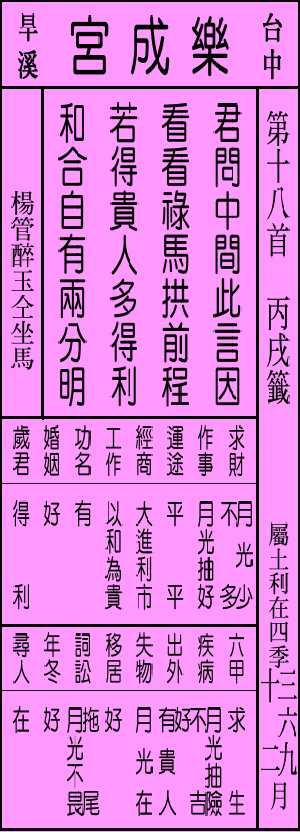 台中
樂成宮
旱溪
第十八首 丙戌籤
屬土利在四季 三六九十二月
君問中間此言因
看看祿馬拱前程
若得貴人多得利
和合自有兩分明
楊管醉玉仝坐馬
求財
月光少
不多
作事
月光抽好
運途
平平
經商
大進利市
工作
以和為貴
功名
有
婚姻
好
歲君
得利
六甲
求生
疾病
月光抽險
不吉
出外
好
有貴人
失物
月光在
移居
好
詞訟
拖尾
月光不畏
年冬
好
尋人
在